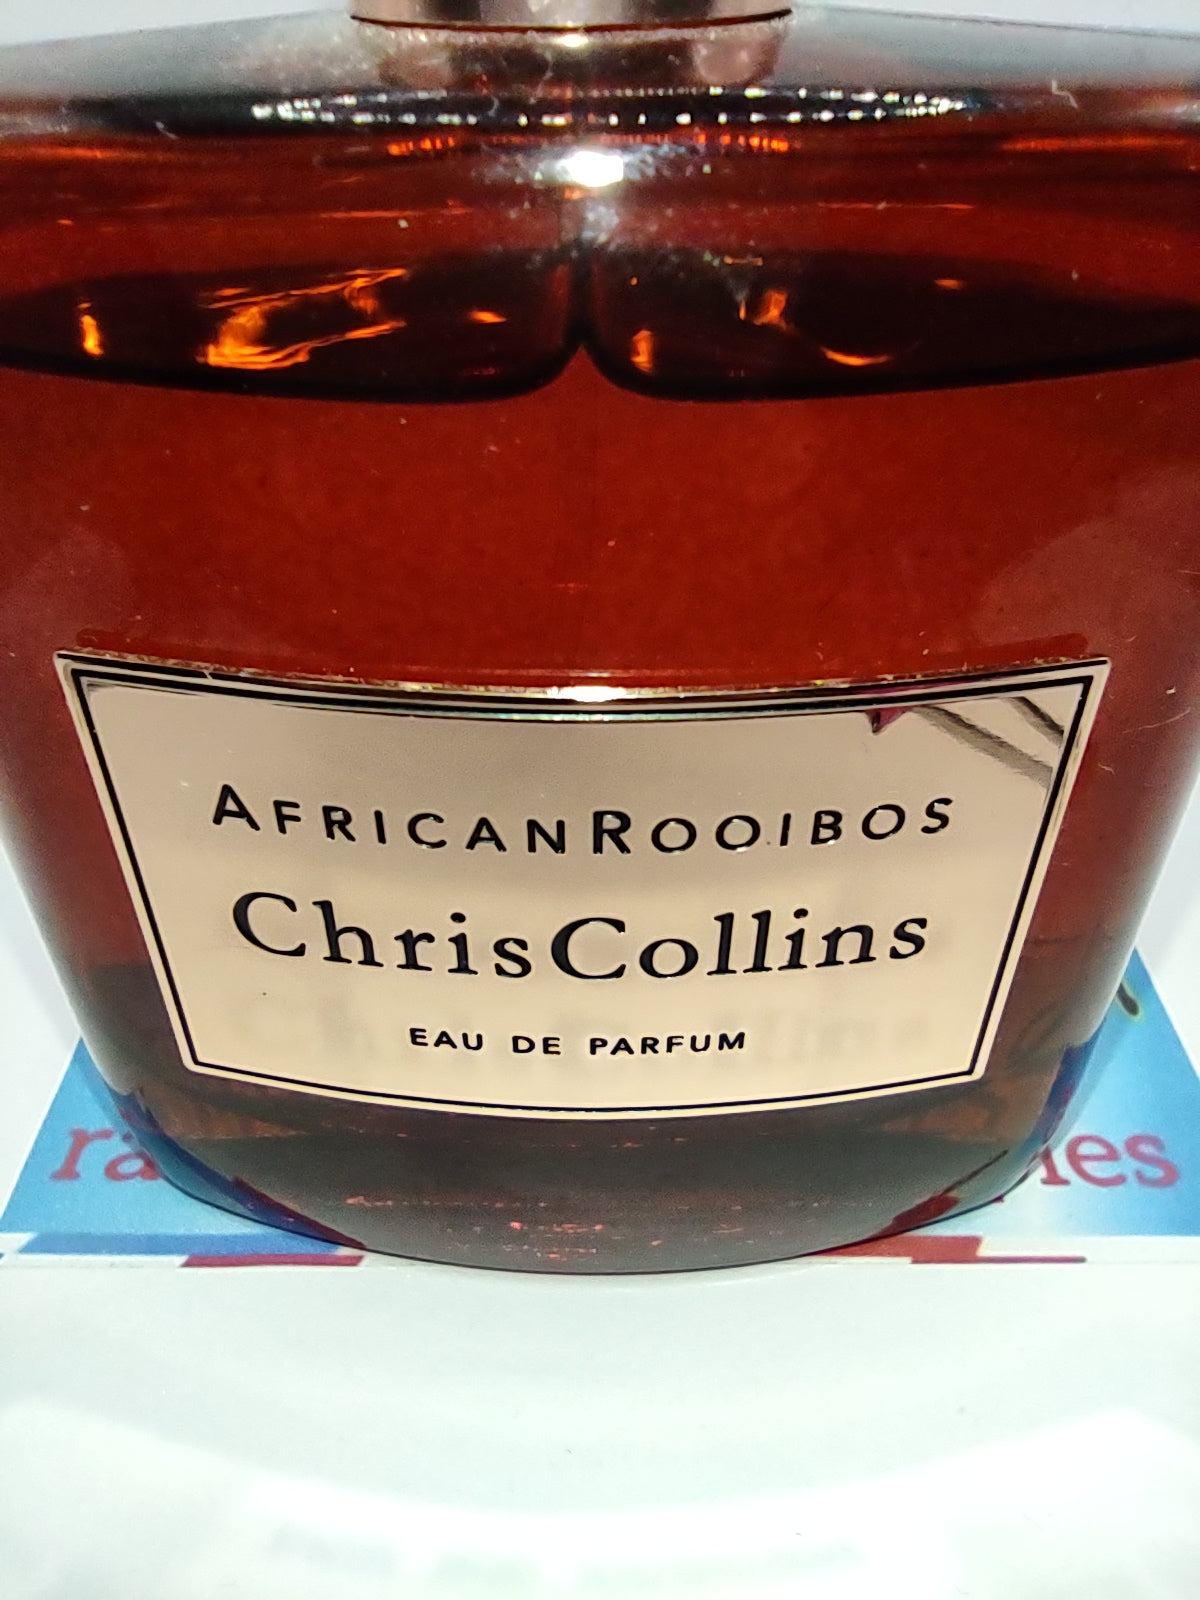 AFRICANROOIBOS
ChrisCollins
EAU DE PARFUM